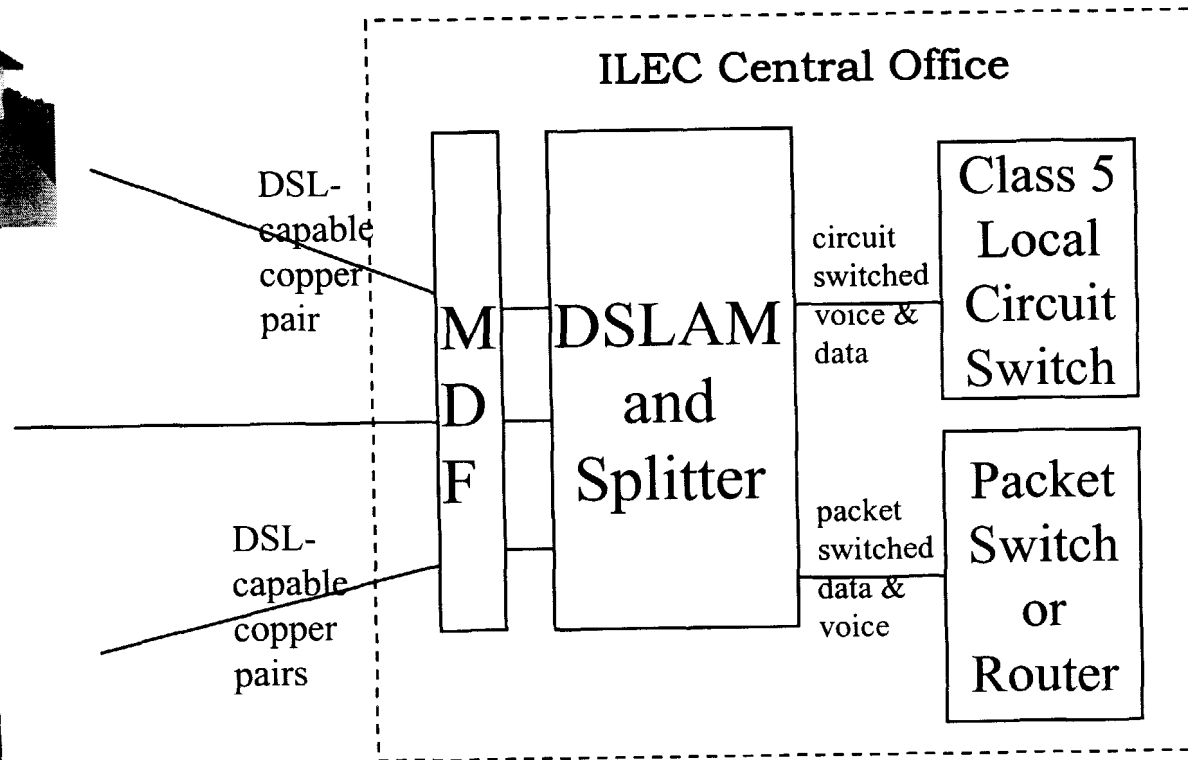 ILEC Central Office
DSL-
capable
copper
pair
M
D
F
DSLAM
and
Splitter
circuit
switched
voice &
data
Class 5
Local
Circuit
Switch
DSL-
capable
copper
pairs
packet
switched
data &
voice
Packet
Switch
or
Router